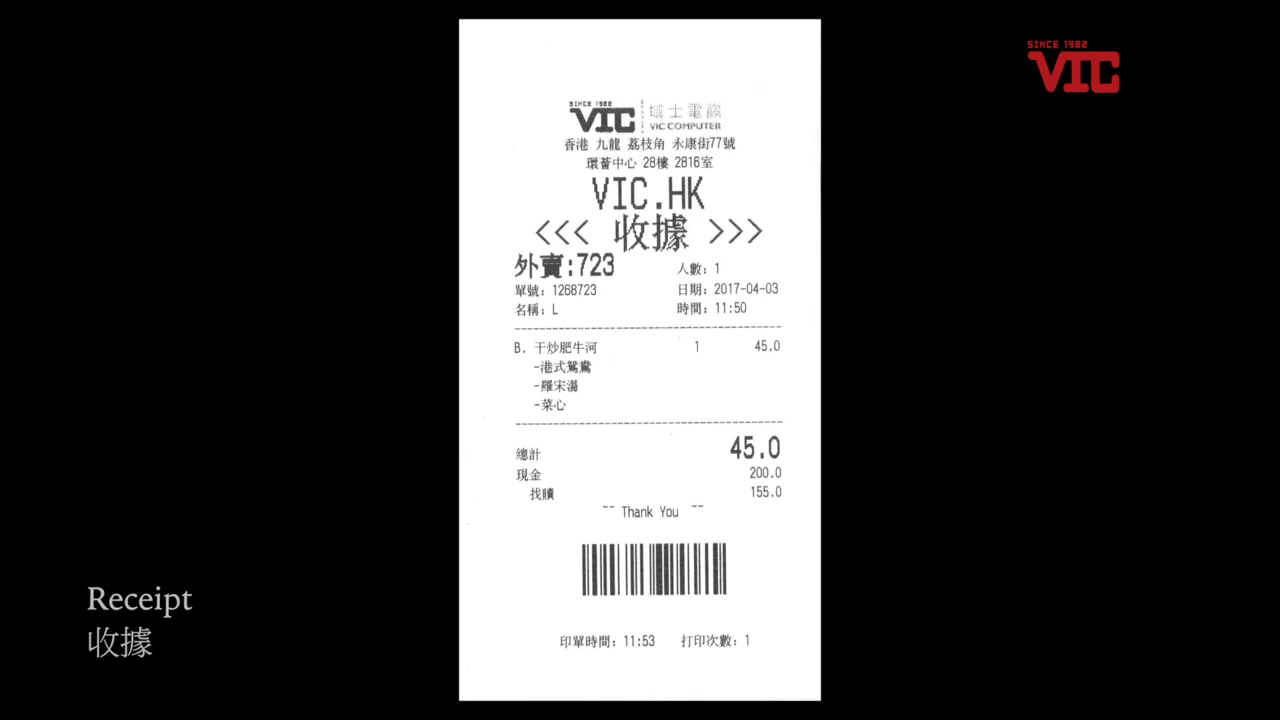 SINCE 1982
VIC
SINCE 1982
VIC 域士電腦
VIC COMPUTER
香港 九龍 荔枝角 永康街77號
環薈中心 28樓 2816室
VIC.HK
<<< 收據 >>>
外賣:723 人數: 1
單號: 1268723 日期: 2017-04-03
名稱: L 時間: 11:50
B. 干炒肥牛河 1 45.0
-港式鴛鴦
-羅宋湯
-菜心
總計 45.0
現金 200.0
找贖 155.0
~~ Thank You ~~
印單時間: 11:53 打印次數: 1
Receipt
收據